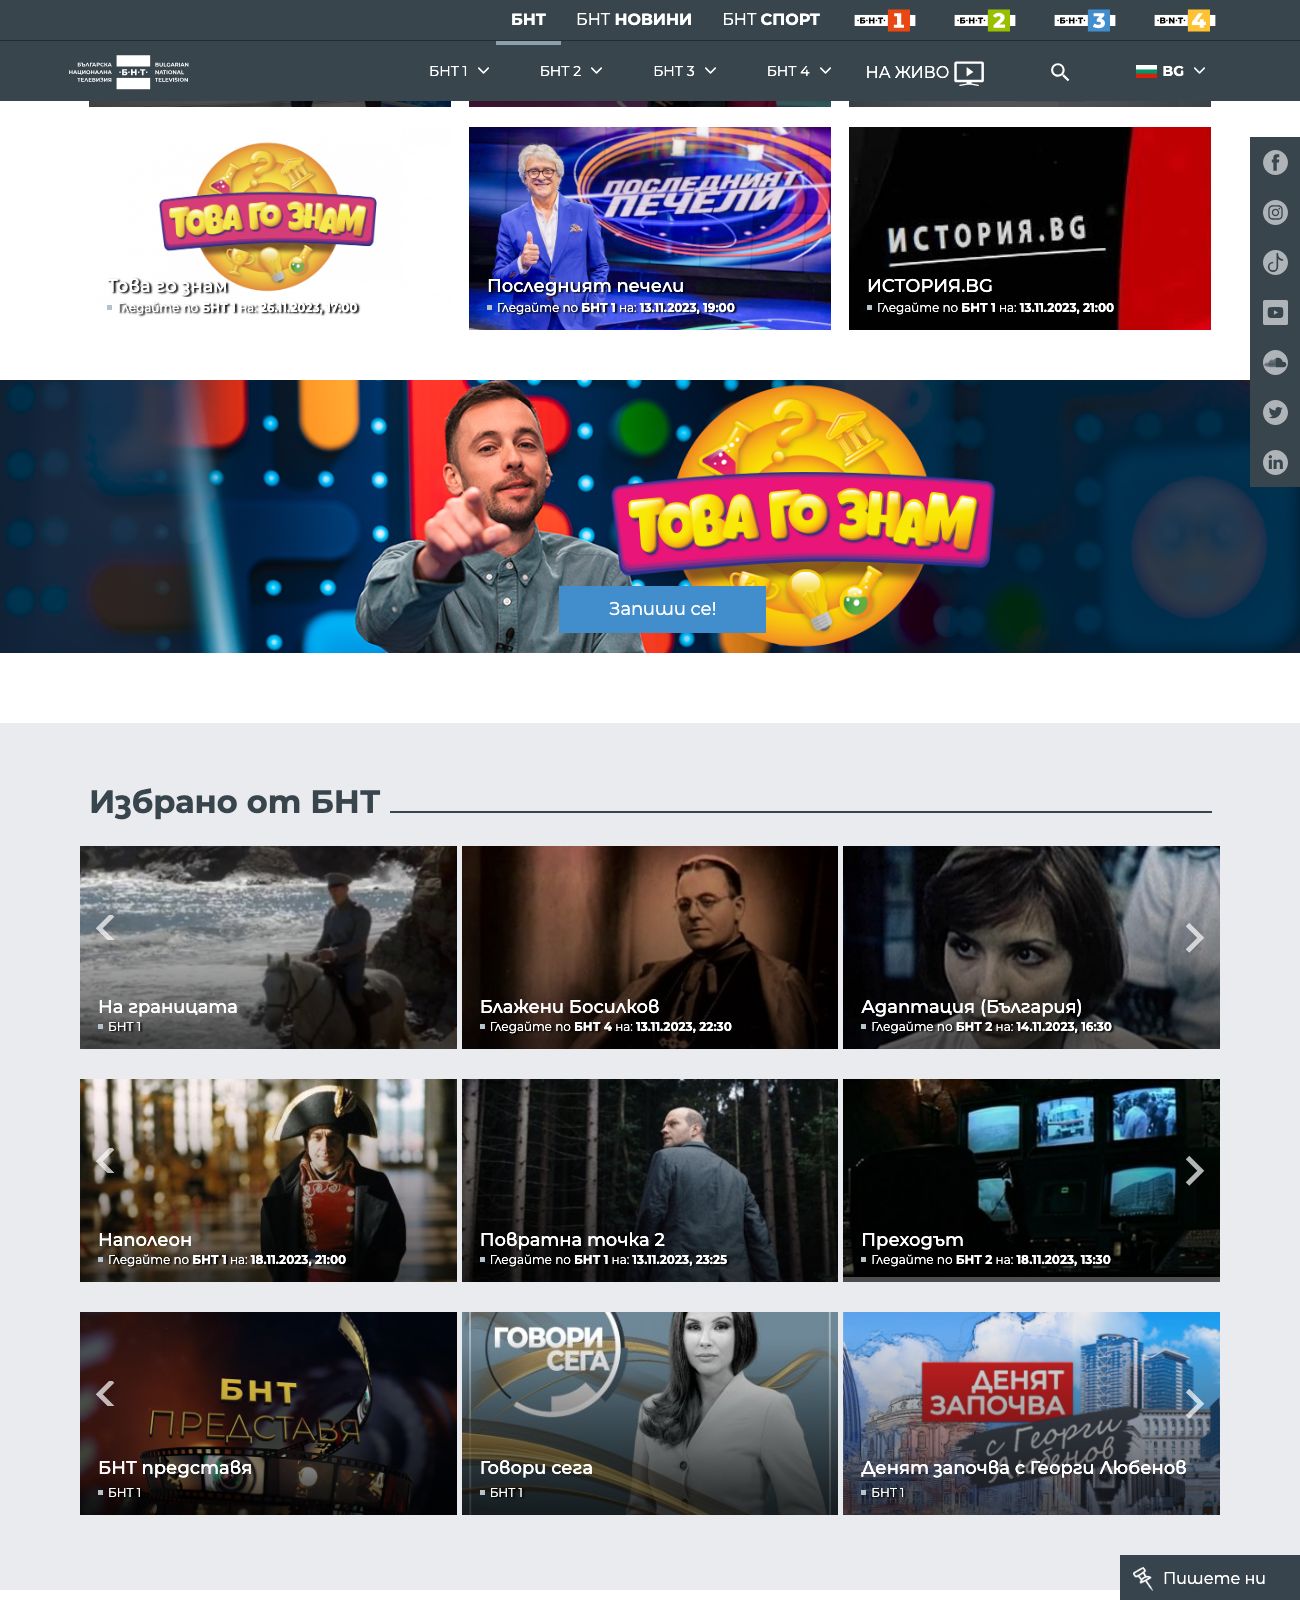 БНТ
БНТ НОВИНИ
БНТ СПОРТ
·Б·Н·Т· 1
·Б·Н·Т· 2
·Б·Н·Т· 3
·B·N·T· 4
БЪЛГАРСКА НАЦИОНАЛНА ТЕЛЕВИЗИЯ
·Б·Н·Т·
BULGARIAN NATIONAL TELEVISION
БНТ 1
БНТ 2
БНТ 3
БНТ 4
НА ЖИВО
BG
ТОВА ГО ЗНАМ
Това го знам
Гледайте по БНТ 1 на: 26.11.2023, 17:00
ПОСЛЕДНИЯТ
ПЕЧЕЛИ
Последният печели
Гледайте по БНТ 1 на: 13.11.2023, 19:00
ИСТОРИЯ.BG
ИСТОРИЯ.BG
Гледайте по БНТ 1 на: 13.11.2023, 21:00
ТОВА ГО ЗНАМ
Запиши се!
Избрано от БНТ
На границата
БНТ 1
Блажени Босилков
Гледайте по БНТ 4 на: 13.11.2023, 22:30
Адаптация (България)
Гледайте по БНТ 2 на: 14.11.2023, 16:30
Наполеон
Гледайте по БНТ 1 на: 18.11.2023, 21:00
Повратна точка 2
Гледайте по БНТ 1 на: 13.11.2023, 23:25
Преходът
Гледайте по БНТ 2 на: 18.11.2023, 13:30
БНТ
ПРЕДСТАВЯ
БНТ представя
БНТ 1
ГОВОРИ
СЕГА
Говори сега
БНТ 1
ДЕНЯТ
ЗАПОЧВА
с Георги
Любенов
Денят започва с Георги Любенов
БНТ 1
Пишете ни